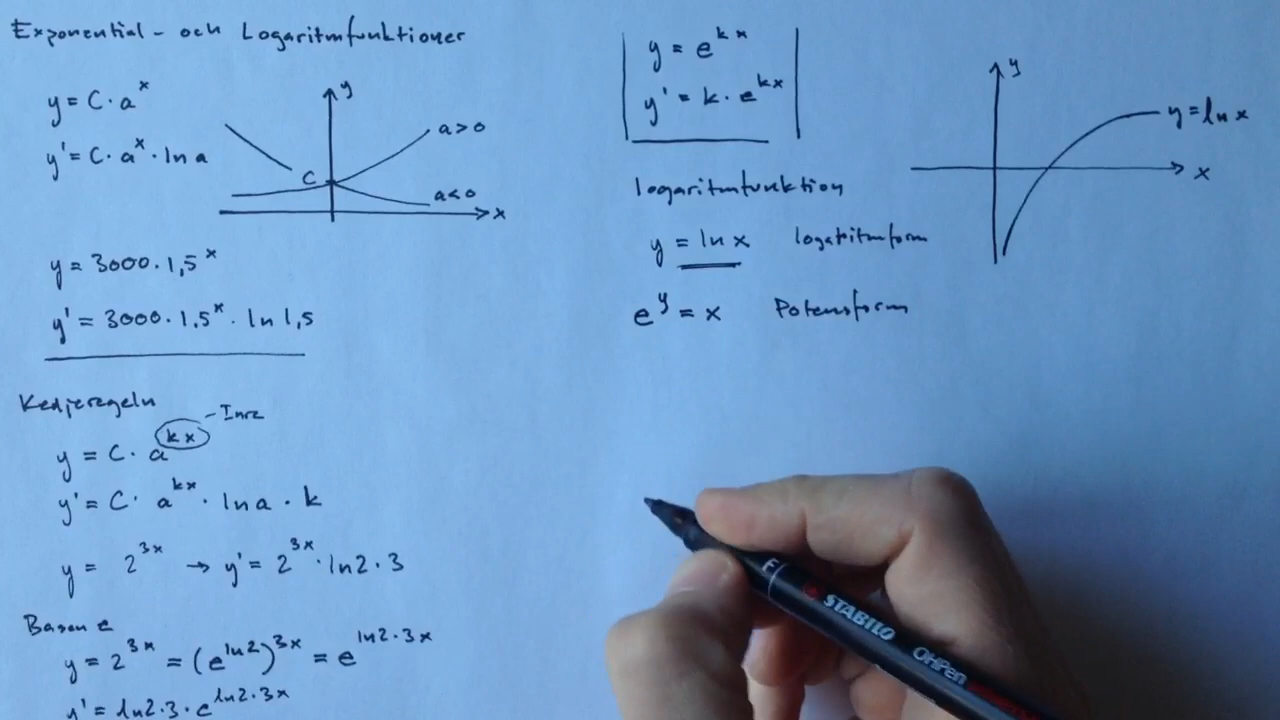 Exponential- och Logaritmfunktioner
y = C · a^x
y' = C · a^x · ln a
y
C
a>0
a<0
x
y = 3000 · 1,5^x
y' = 3000 · 1,5^x · ln 1,5
Kedjeregeln
- Inre
y = C · a^kx
y' = C · a^kx · ln a · k
y = 2^3x → y' = 2^3x · ln2 · 3
Basen e
y = 2^3x = (e^ln2)^3x = e^ln2·3x
y' = ln2 · 3 · e^ln2·3x
y = e^kx
y' = k · e^kx
logaritmfunktion
y = ln x logaritmform
e^y = x Potensform
y
y = ln x
x
F STABILO OHPen